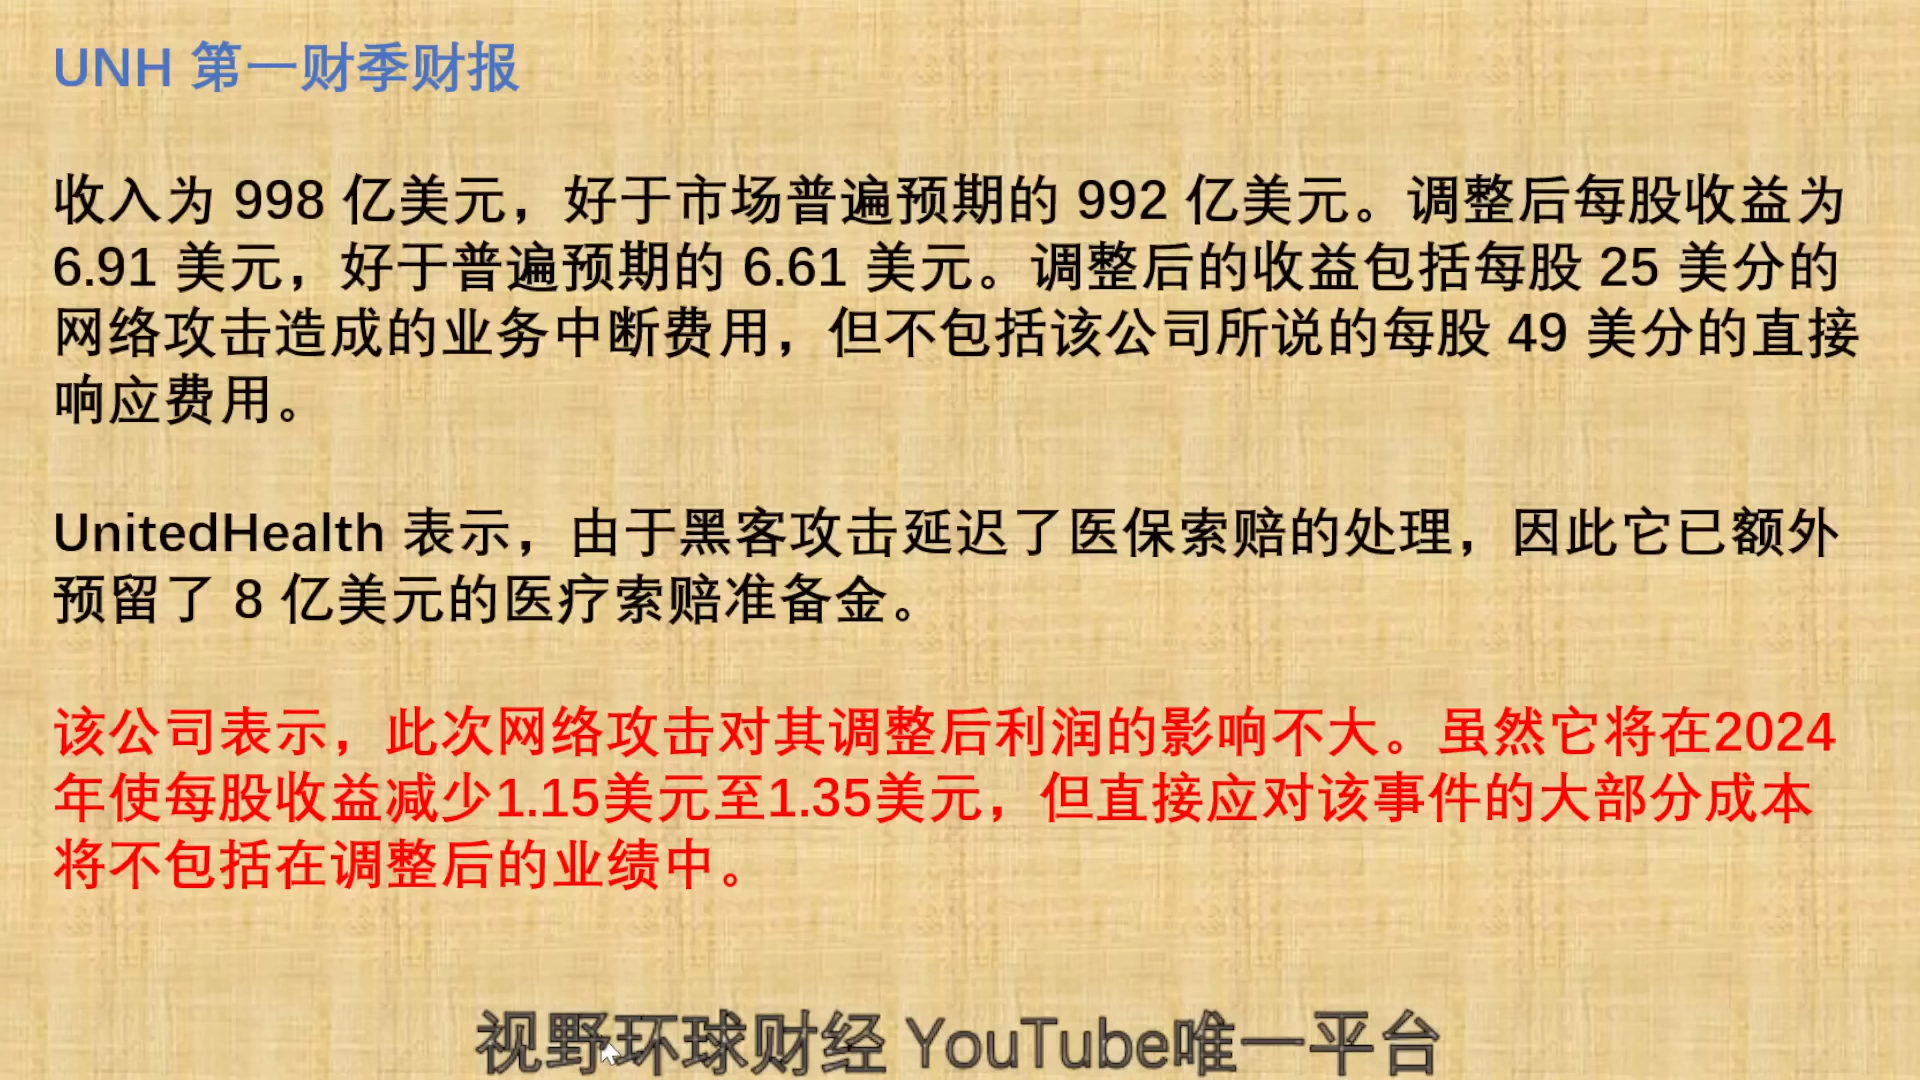 UNH 第一财季财报
收入为 998 亿美元，好于市场普遍预期的 992 亿美元。调整后每股收益为
6.91 美元，好于普遍预期的 6.61 美元。调整后的收益包括每股 25 美分的
网络攻击造成的业务中断费用，但不包括该公司所说的每股 49 美分的直接
响应费用。
UnitedHealth 表示，由于黑客攻击延迟了医保索赔的处理，因此它已额外
预留了 8 亿美元的医疗索赔准备金。
该公司表示，此次网络攻击对其调整后利润的影响不大。虽然它将在2024
年使每股收益减少1.15美元至1.35美元，但直接应对该事件的大部分成本
将不包括在调整后的业绩中。
视野环球财经 YouTube唯一平台